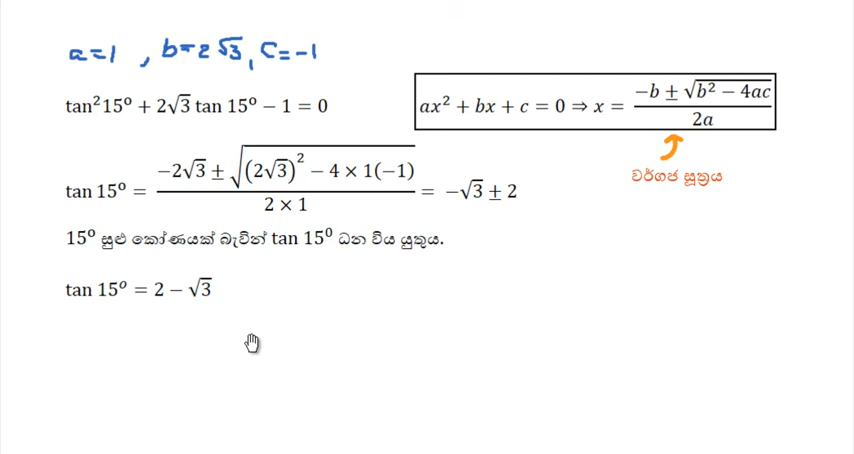 a=1 , b=2√3, C=-1
tan²15° + 2√3 tan 15° − 1 = 0
ax² + bx + c = 0 ⇒ x = (−b ± √(b² − 4ac)) / 2a
වර්ගජ සූත්‍රය
tan 15° = (−2√3 ± √((2√3)² − 4 × 1(−1))) / (2 × 1) = −√3 ± 2
15° සුළු කෝණයක් බැවින් tan 15° ධන විය යුතුය.
tan 15° = 2 − √3